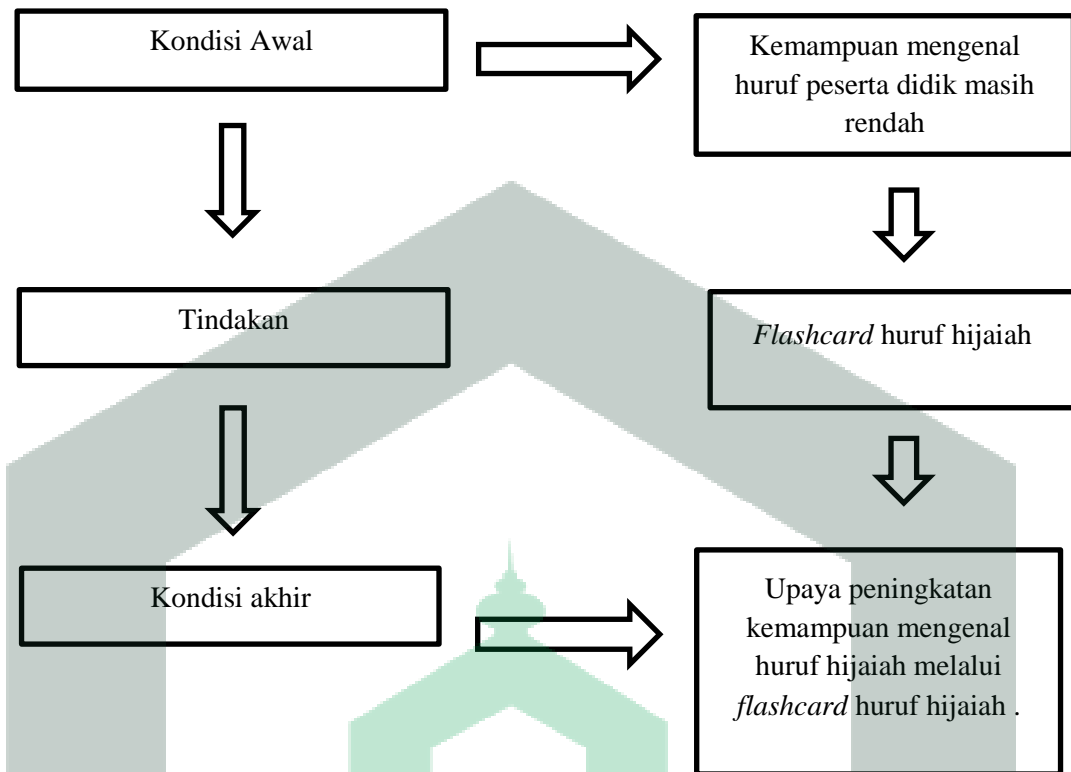 Kondisi Awal
Kemampuan mengenal
huruf peserta didik masih
rendah
Tindakan
Flashcard huruf hijaiah
Kondisi akhir
Upaya peningkatan
kemampuan mengenal
huruf hijaiah melalui
flashcard huruf hijaiah .